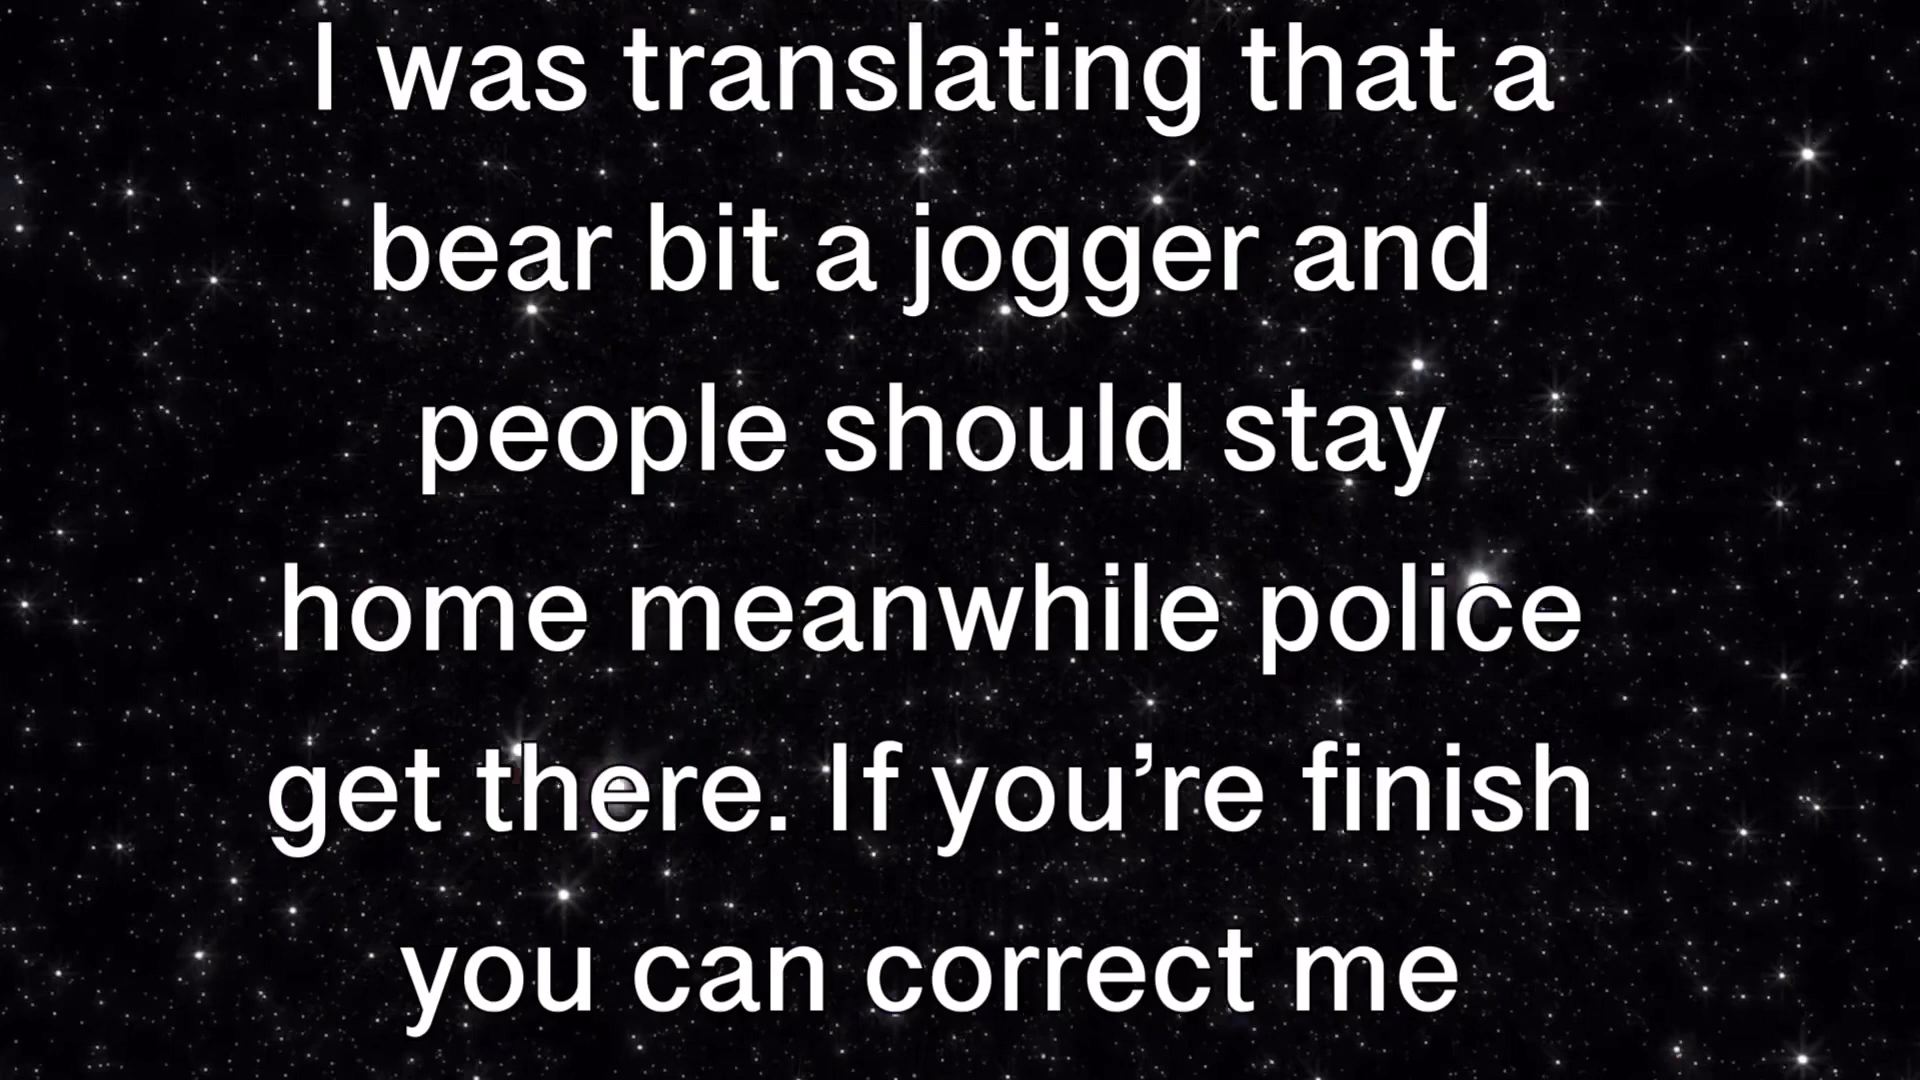 I was translating that a
bear bit a jogger and
people should stay
home meanwhile police
get there. If you’re finish
you can correct me